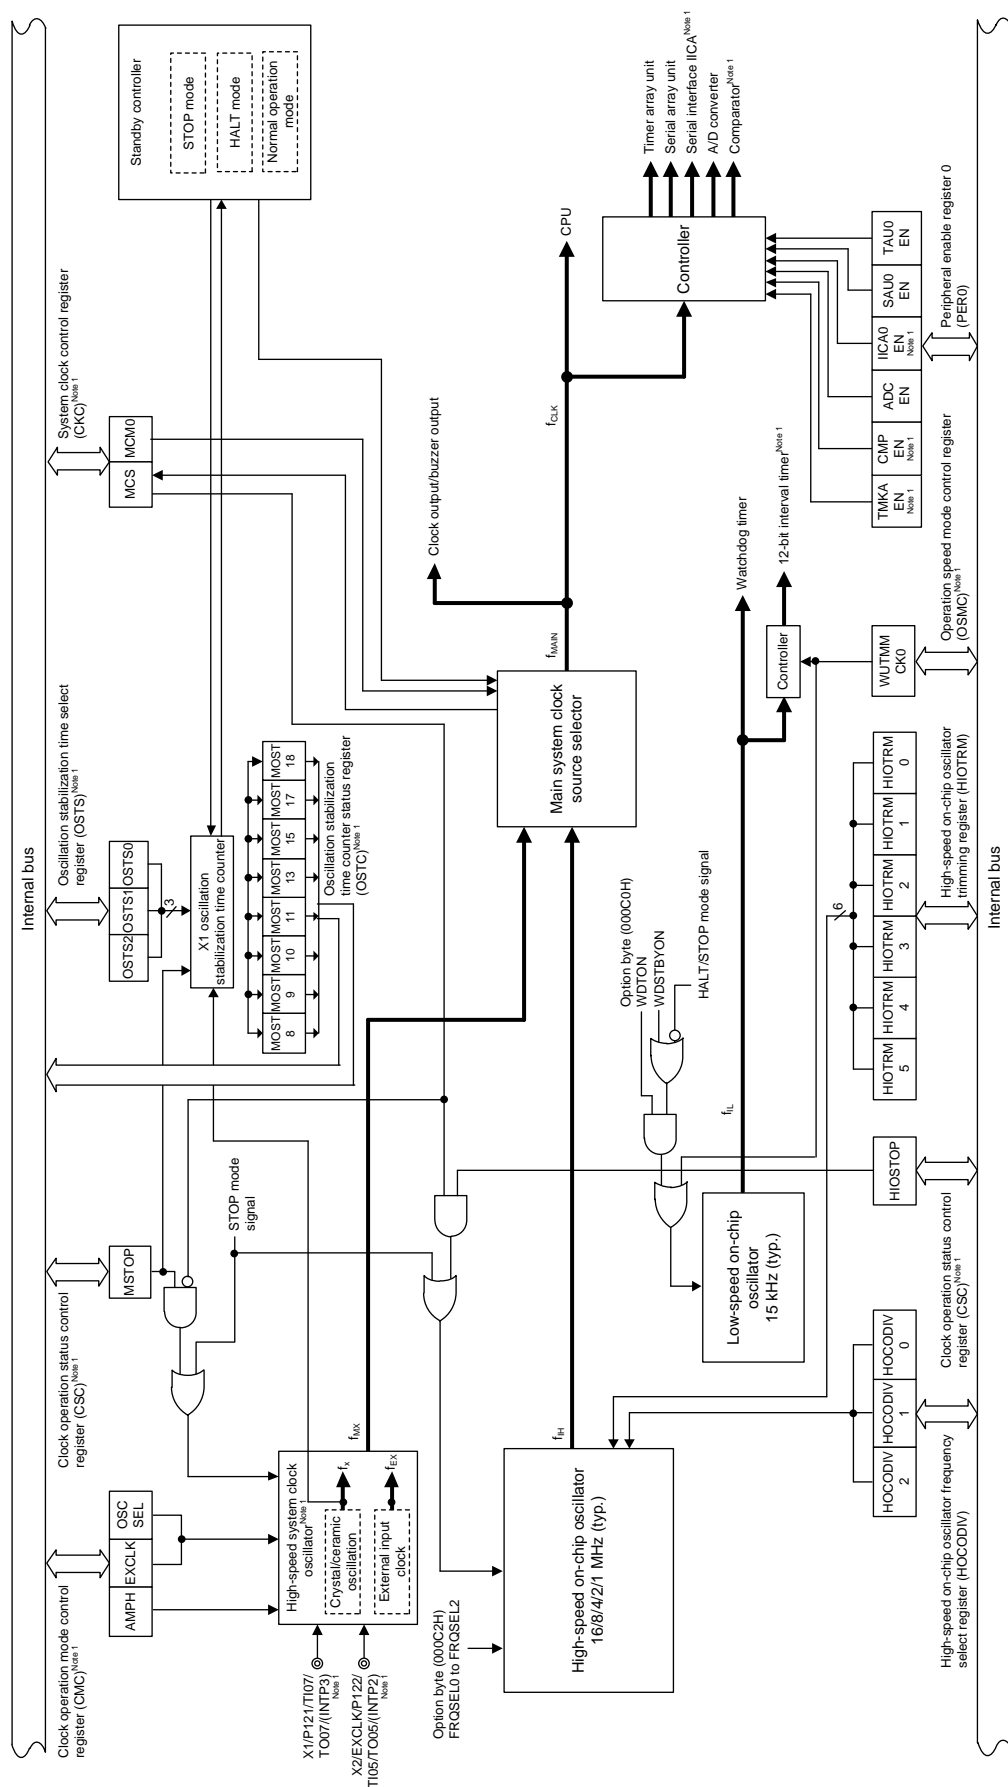 Internal bus
Clock operation mode control
register (CMC)Note 1
Clock operation status control
register (CSC)Note 1
Oscillation stabilization time select
register (OSTS)Note 1
System clock control register
(CKC)Note 1
AMPH
EXCLK
OSC
SEL
MSTOP
OSTS2
OSTS1
OSTS0
3
MCS
MCM0
Standby controller
STOP mode
HALT mode
Normal operation
mode
X1 oscillation
stabilization time counter
MOST
8
MOST
9
MOST
10
MOST
11
MOST
13
MOST
15
MOST
17
MOST
18
Oscillation stabilization
time counter status register
(OSTC)Note 1
STOP mode
signal
High-speed system clock
oscillatorNote 1
Crystal/ceramic
oscillation
fX
External input
clock
fEX
fMX
X1/P121/TI07/
TO07/(INTP3)
Note 1
X2/EXCLK/P122/
TI05/TO05/(INTP2)
Note 1
Option byte (000C2H)
FRQSEL0 to FRQSEL2
High-speed on-chip oscillator
16/8/4/2/1 MHz (typ.)
fIH
Main system clock
source selector
fMAIN
Clock output/buzzer output
fCLK
CPU
Controller
Timer array unit
Serial array unit
Serial interface IICANote 1
A/D converter
ComparatorNote 1
Option byte (000C0H)
WDTON
WDSTBYON
HALT/STOP mode signal
Low-speed on-chip
oscillator
15 kHz (typ.)
fIL
Watchdog timer
Controller
12-bit interval timerNote 1
6
HOCODIV
2
HOCODIV
1
HOCODIV
0
HIOSTOP
HIOTRM
5
HIOTRM
4
HIOTRM
3
HIOTRM
2
HIOTRM
1
HIOTRM
0
WUTMM
CK0
TMKA
EN
Note 1
CMP
EN
Note 1
ADC
EN
IICA0
EN
Note 1
SAU0
EN
TAU0
EN
High-speed on-chip oscillator frequency
select register (HOCODIV)
Clock operation status control
register (CSC)Note 1
High-speed on-chip oscillator
trimming register (HIOTRM)
Operation speed mode control register
(OSMC)Note 1
Peripheral enable register 0
(PER0)
Internal bus